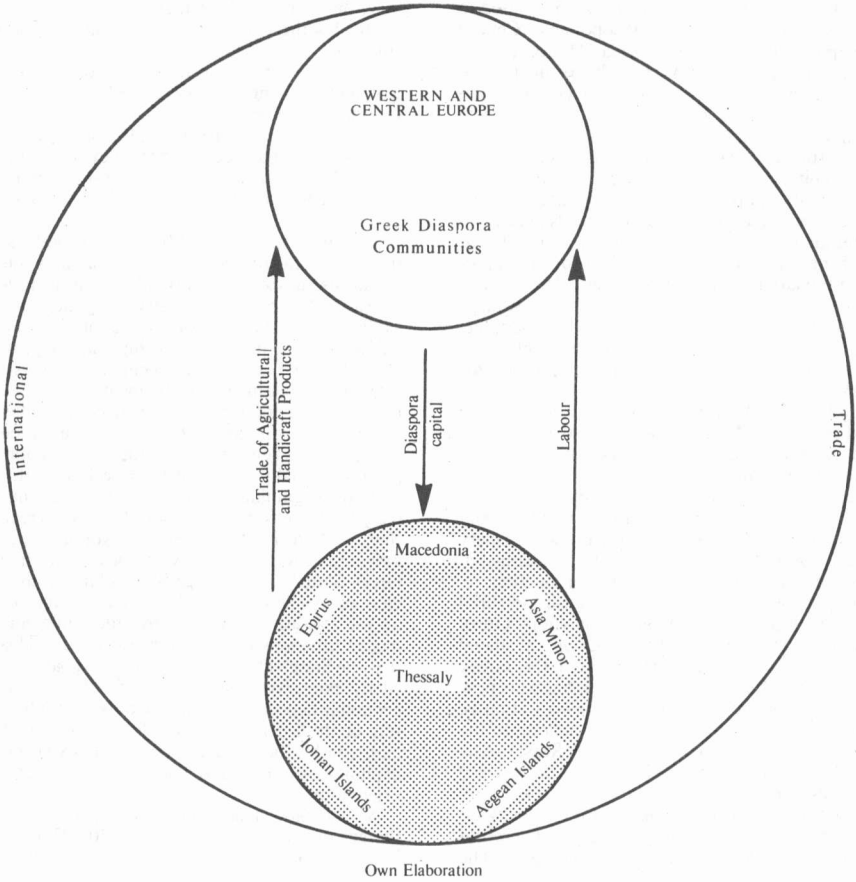 WESTERN AND
CENTRAL EUROPE
Greek Diaspora
Communities
International
Trade of Agricultural/
and Handicraft Products
Diaspora
capital
Labour
Trade
Macedonia
Epirus
Asia Minor
Thessaly
Ionian Islands
Aegean Islands
Own Elaboration